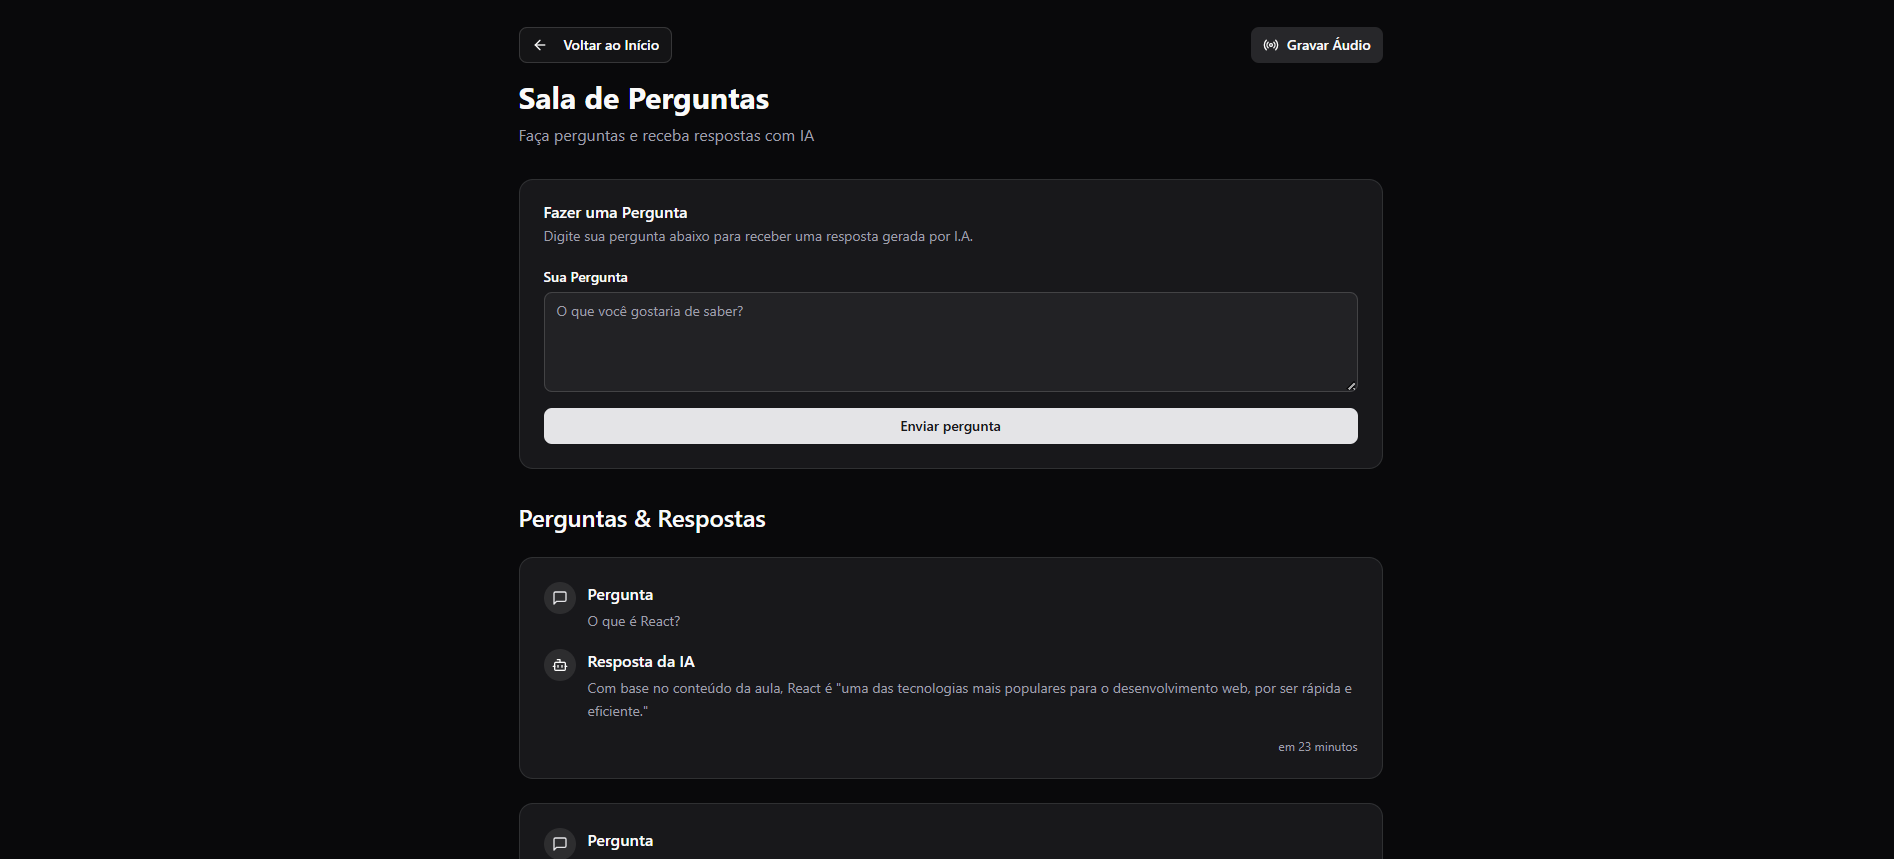 Voltar ao Início
Gravar Áudio
Sala de Perguntas
Faça perguntas e receba respostas com IA
Fazer uma Pergunta
Digite sua pergunta abaixo para receber uma resposta gerada por I.A.
Sua Pergunta
O que você gostaria de saber?
Enviar pergunta
Perguntas & Respostas
Pergunta
O que é React?
Resposta da IA
Com base no conteúdo da aula, React é "uma das tecnologias mais populares para o desenvolvimento web, por ser rápida e
eficiente."
em 23 minutos
Pergunta